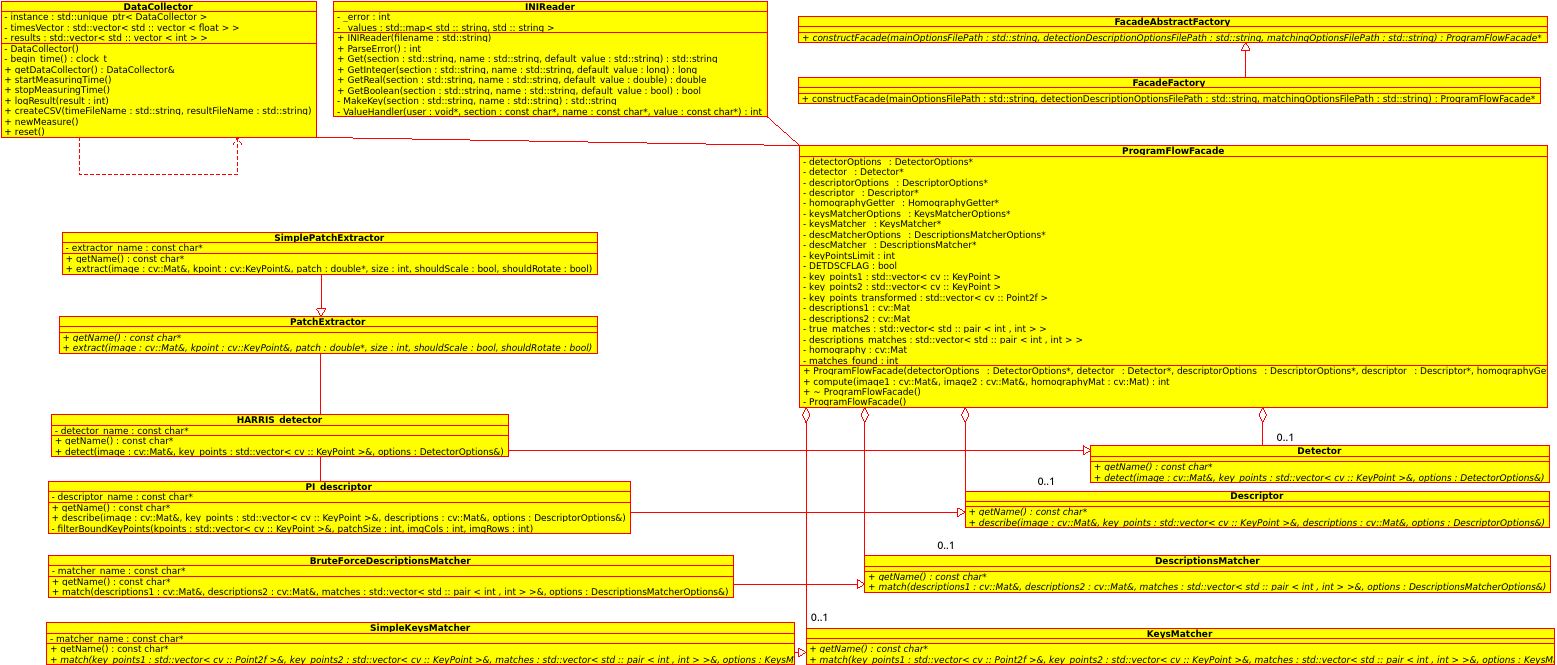 DataCollector
- instance : std::unique_ptr< DataCollector >
- timesVector : std::vector< std :: vector < float > >
- results : std::vector< std :: vector < int > >
- DataCollector()
- begin_time() : clock_t
+ getDataCollector() : DataCollector&
+ startMeasuringTime()
+ stopMeasuringTime()
+ logResult(result : int)
+ createCSV(timeFileName : std::string, resultFileName : std::string)
+ newMeasure()
+ reset()
INIReader
- _error : int
- _values : std::map< std :: string, std :: string >
+ INIReader(filename : std::string)
+ ParseError() : int
+ Get(section : std::string, name : std::string, default_value : std::string) : std::string
+ GetInteger(section : std::string, name : std::string, default_value : long) : long
+ GetReal(section : std::string, name : std::string, default_value : double) : double
+ GetBoolean(section : std::string, name : std::string, default_value : bool) : bool
- MakeKey(section : std::string, name : std::string) : std::string
- ValueHandler(user : void*, section : const char*, name : const char*, value : const char*) : int
FacadeAbstractFactory
+ constructFacade(mainOptionsFilePath : std::string, detectionDescriptionOptionsFilePath : std::string, matchingOptionsFilePath : std::string) : ProgramFlowFacade*
FacadeFactory
+ constructFacade(mainOptionsFilePath : std::string, detectionDescriptionOptionsFilePath : std::string, matchingOptionsFilePath : std::string) : ProgramFlowFacade*
ProgramFlowFacade
- detectorOptions_ : DetectorOptions*
- detector_ : Detector*
- descriptorOptions_ : DescriptorOptions*
- descriptor_ : Descriptor*
- homographyGetter_ : HomographyGetter*
- keysMatcherOptions_ : KeysMatcherOptions*
- keysMatcher_ : KeysMatcher*
- descMatcherOptions_ : DescriptionsMatcherOptions*
- descMatcher_ : DescriptionsMatcher*
- keyPointsLimit : int
- DETDSCFLAG : bool
- key_points1 : std::vector< cv :: KeyPoint >
- key_points2 : std::vector< cv :: KeyPoint >
- key_points_transformed : std::vector< cv :: Point2f >
- descriptions1 : cv::Mat
- descriptions2 : cv::Mat
- true_matches : std::vector< std :: pair < int , int > >
- descriptions_matches : std::vector< std :: pair < int , int > >
- homography : cv::Mat
- matches_found : int
+ ProgramFlowFacade(detectorOptions_ : DetectorOptions*, detector_ : Detector*, descriptorOptions_ : DescriptorOptions*, descriptor_ : Descriptor*, homographyGe
+ compute(image1 : cv::Mat&, image2 : cv::Mat&, homographyMat : cv::Mat) : int
+ ~ ProgramFlowFacade()
- ProgramFlowFacade()
SimplePatchExtractor
- extractor_name : const char*
+ getName() : const char*
+ extract(image : cv::Mat&, kpoint : cv::KeyPoint&, patch : double*, size : int, shouldScale : bool, shouldRotate : bool)
PatchExtractor
+ getName() : const char*
+ extract(image : cv::Mat&, kpoint : cv::KeyPoint&, patch : double*, size : int, shouldScale : bool, shouldRotate : bool)
HARRIS_detector
- detector_name : const char*
+ getName() : const char*
+ detect(image : cv::Mat&, key_points : std::vector< cv :: KeyPoint >&, options : DetectorOptions&)
0..1
Detector
+ getName() : const char*
+ detect(image : cv::Mat&, key_points : std::vector< cv :: KeyPoint >&, options : DetectorOptions&)
PI_descriptor
- descriptor_name : const char*
+ getName() : const char*
+ describe(image : cv::Mat&, key_points : std::vector< cv :: KeyPoint >&, descriptions : cv::Mat&, options : DescriptorOptions&)
- filterBoundKeyPoints(kpoints : std::vector< cv :: KeyPoint >&, patchSize : int, imgCols : int, imgRows : int)
0..1
Descriptor
+ getName() : const char*
+ describe(image : cv::Mat&, key_points : std::vector< cv :: KeyPoint >&, descriptions : cv::Mat&, options : DescriptorOptions&)
0..1
BruteForceDescriptionsMatcher
- matcher_name : const char*
+ getName() : const char*
+ match(descriptions1 : cv::Mat&, descriptions2 : cv::Mat&, matches : std::vector< std :: pair < int , int > >&, options : DescriptionsMatcherOptions&)
DescriptionsMatcher
+ getName() : const char*
+ match(descriptions1 : cv::Mat&, descriptions2 : cv::Mat&, matches : std::vector< std :: pair < int , int > >&, options : DescriptionsMatcherOptions&)
0..1
SimpleKeysMatcher
- matcher_name : const char*
+ getName() : const char*
+ match(key_points1 : std::vector< cv :: Point2f >&, key_points2 : std::vector< cv :: KeyPoint >&, matches : std::vector< std :: pair < int , int > >&, options : KeysM
KeysMatcher
+ getName() : const char*
+ match(key_points1 : std::vector< cv :: Point2f >&, key_points2 : std::vector< cv :: KeyPoint >&, matches : std::vector< std :: pair < int , int > >&, options : KeysM